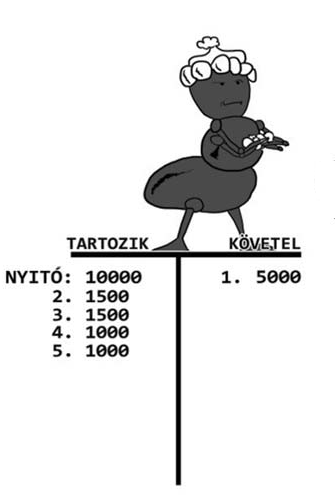 TARTOZIK KÖVETEL
NYITÓ: 10000 1. 5000
2. 1500
3. 1500
4. 1000
5. 1000